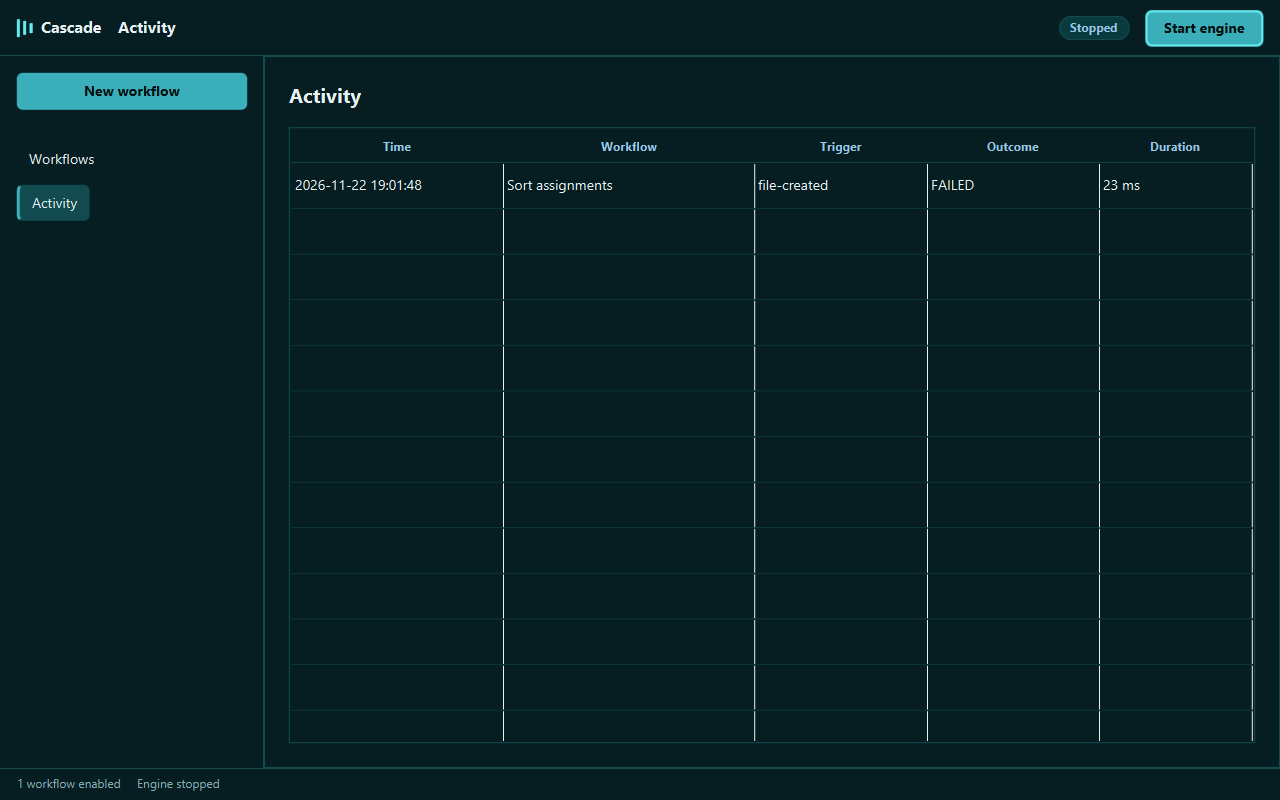 Cascade Activity Stopped Start engine
New workflow
Workflows
Activity
Activity
Time Workflow Trigger Outcome Duration
2026-11-22 19:01:48 Sort assignments file-created FAILED 23 ms
1 workflow enabled Engine stopped